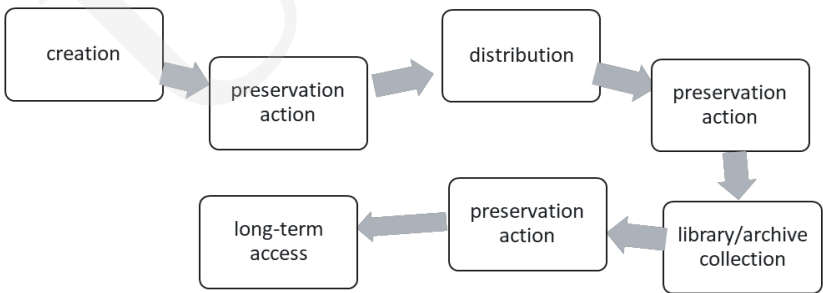 creation
preservation
action
distribution
preservation
action
library/archive
collection
preservation
action
long-term
access